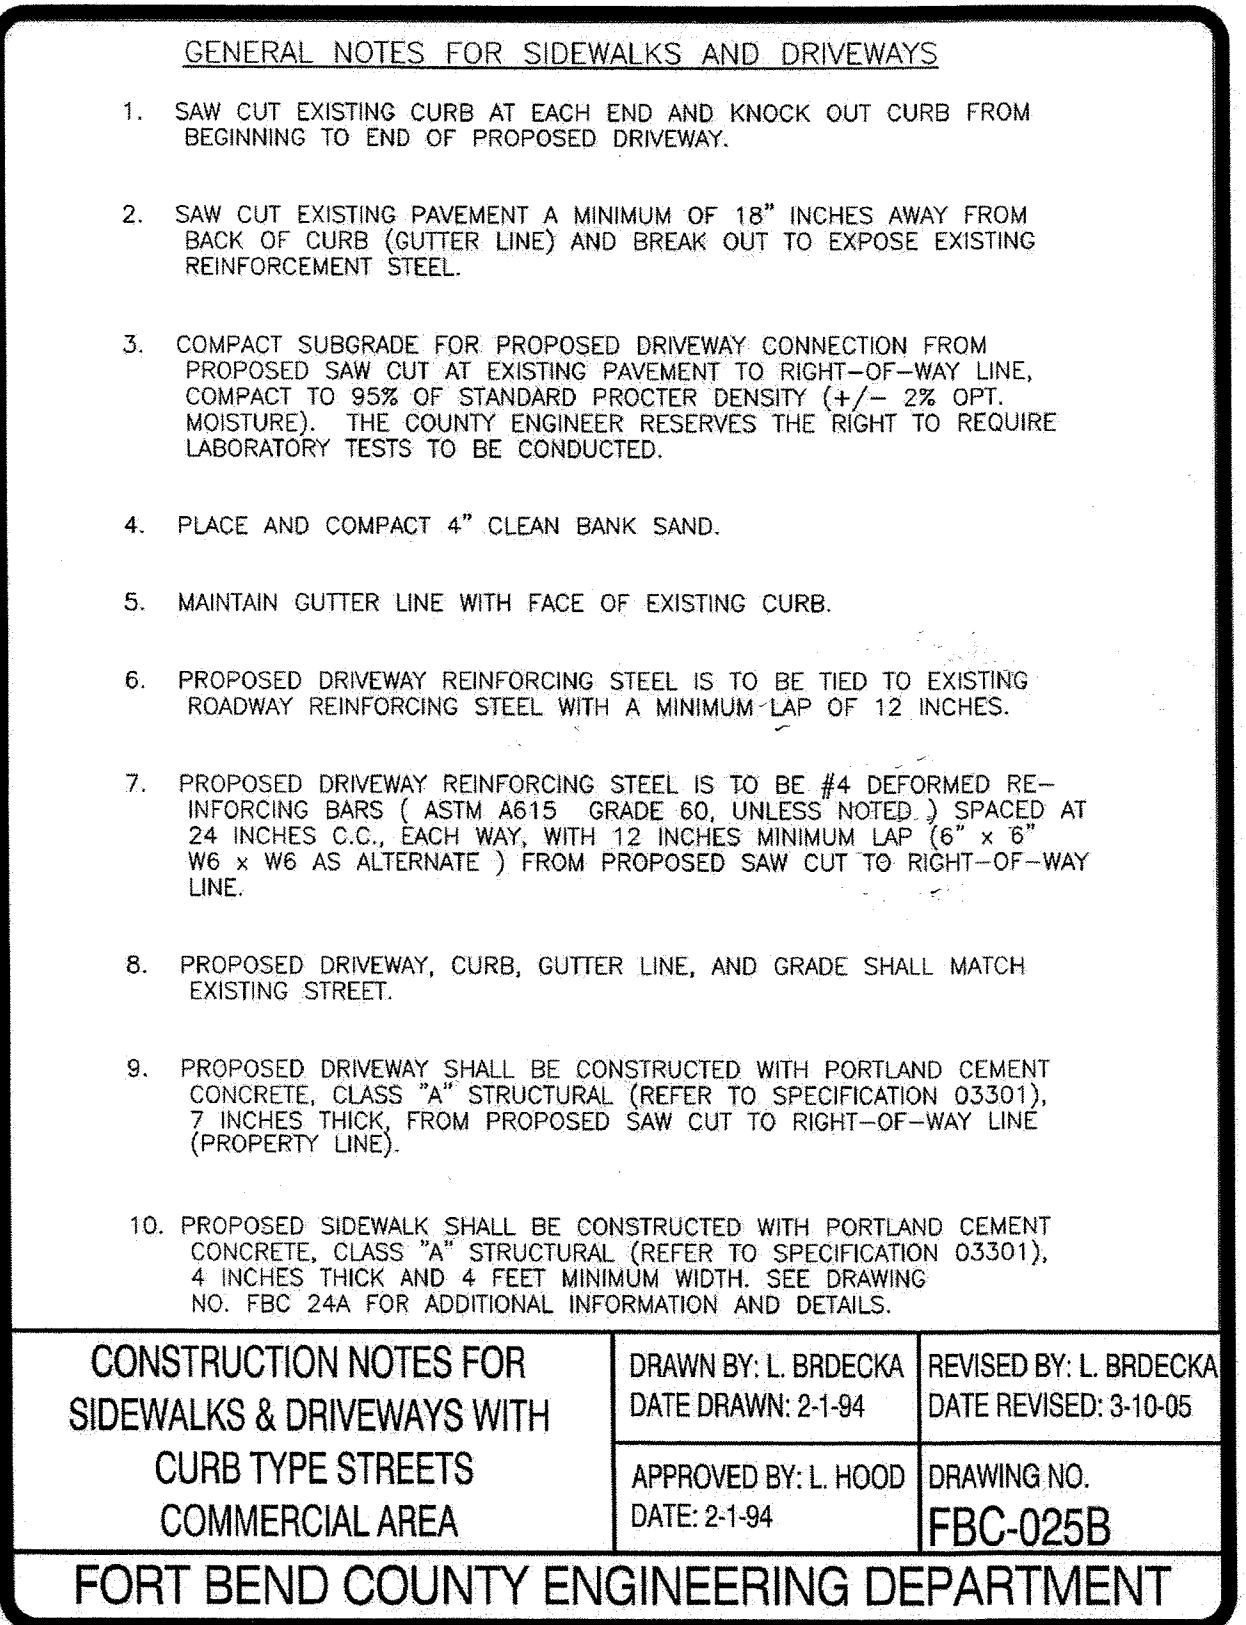 GENERAL NOTES FOR SIDEWALKS AND DRIVEWAYS
1. SAW CUT EXISTING CURB AT EACH END AND KNOCK OUT CURB FROM
BEGINNING TO END OF PROPOSED DRIVEWAY.
2. SAW CUT EXISTING PAVEMENT A MINIMUM OF 18" INCHES AWAY FROM
BACK OF CURB (GUTTER LINE) AND BREAK OUT TO EXPOSE EXISTING
REINFORCEMENT STEEL.
3. COMPACT SUBGRADE FOR PROPOSED DRIVEWAY CONNECTION FROM
PROPOSED SAW CUT AT EXISTING PAVEMENT TO RIGHT-OF-WAY LINE,
COMPACT TO 95% OF STANDARD PROCTER DENSITY (+/- 2% OPT.
MOISTURE). THE COUNTY ENGINEER RESERVES THE RIGHT TO REQUIRE
LABORATORY TESTS TO BE CONDUCTED.
4. PLACE AND COMPACT 4" CLEAN BANK SAND.
5. MAINTAIN GUTTER LINE WITH FACE OF EXISTING CURB.
6. PROPOSED DRIVEWAY REINFORCING STEEL IS TO BE TIED TO EXISTING
ROADWAY REINFORCING STEEL WITH A MINIMUM LAP OF 12 INCHES.
7. PROPOSED DRIVEWAY REINFORCING STEEL IS TO BE #4 DEFORMED RE-
INFORCING BARS ( ASTM A615 GRADE 60, UNLESS NOTED ) SPACED AT
24 INCHES C.C., EACH WAY, WITH 12 INCHES MINIMUM LAP (6" x 6"
W6 x W6 AS ALTERNATE ) FROM PROPOSED SAW CUT TO RIGHT-OF-WAY
LINE.
8. PROPOSED DRIVEWAY, CURB, GUTTER LINE, AND GRADE SHALL MATCH
EXISTING STREET.
9. PROPOSED DRIVEWAY SHALL BE CONSTRUCTED WITH PORTLAND CEMENT
CONCRETE, CLASS "A" STRUCTURAL (REFER TO SPECIFICATION 03301),
7 INCHES THICK, FROM PROPOSED SAW CUT TO RIGHT-OF-WAY LINE
(PROPERTY LINE).
10. PROPOSED SIDEWALK SHALL BE CONSTRUCTED WITH PORTLAND CEMENT
CONCRETE, CLASS "A" STRUCTURAL (REFER TO SPECIFICATION 03301),
4 INCHES THICK AND 4 FEET MINIMUM WIDTH. SEE DRAWING
NO. FBC 24A FOR ADDITIONAL INFORMATION AND DETAILS.
CONSTRUCTION NOTES FOR
SIDEWALKS & DRIVEWAYS WITH
CURB TYPE STREETS
COMMERCIAL AREA
DRAWN BY: L. BRDECKA
DATE DRAWN: 2-1-94
REVISED BY: L. BRDECKA
DATE REVISED: 3-10-05
APPROVED BY: L. HOOD
DATE: 2-1-94
DRAWING NO.
FBC-025B
FORT BEND COUNTY ENGINEERING DEPARTMENT